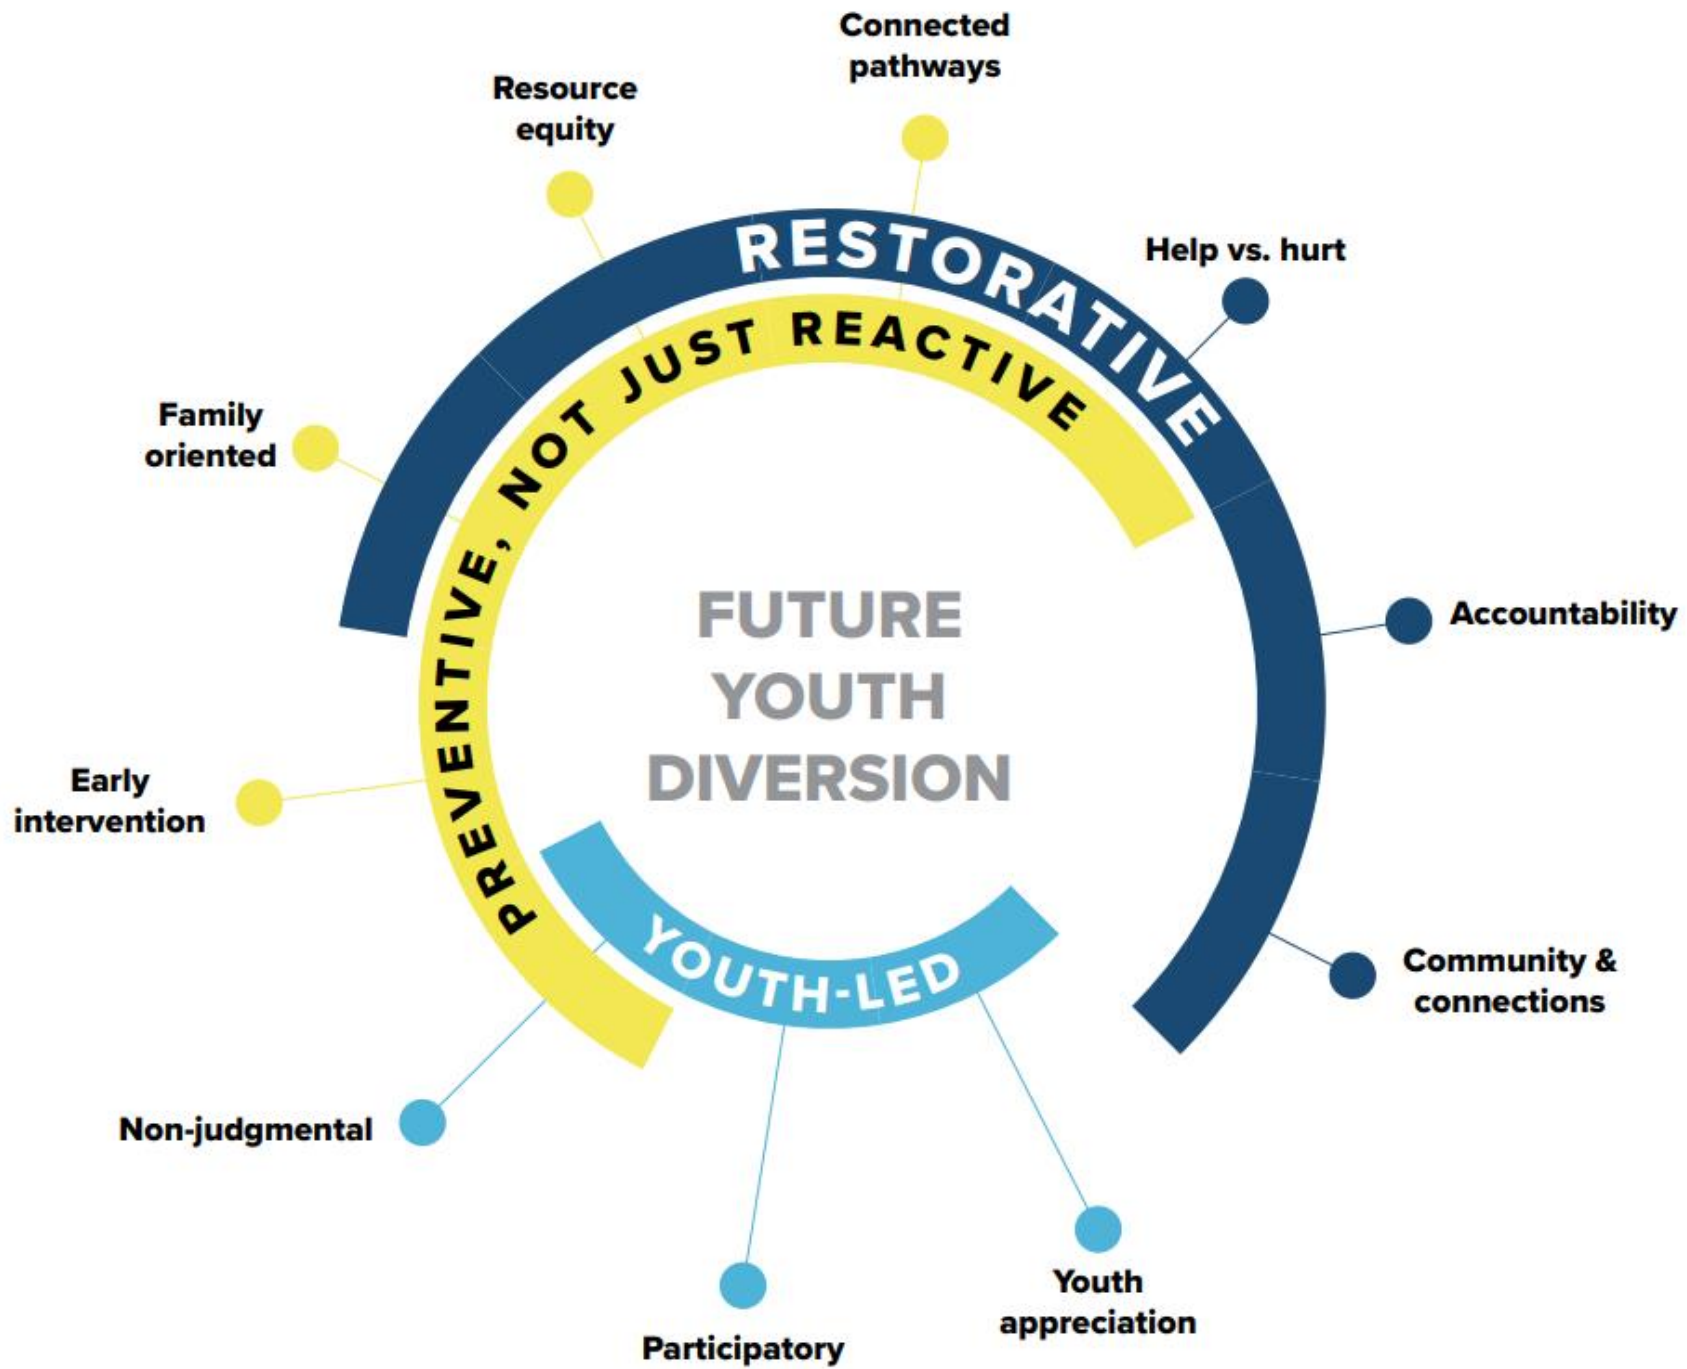 Connected
pathways
Resource
equity
Help vs. hurt
RESTORATIVE
PREVENTIVE, NOT JUST REACTIVE
Family
oriented
FUTURE
YOUTH
DIVERSION
Accountability
Early
intervention
YOUTH-LED
Community &
connections
Non-judgmental
Youth
appreciation
Participatory